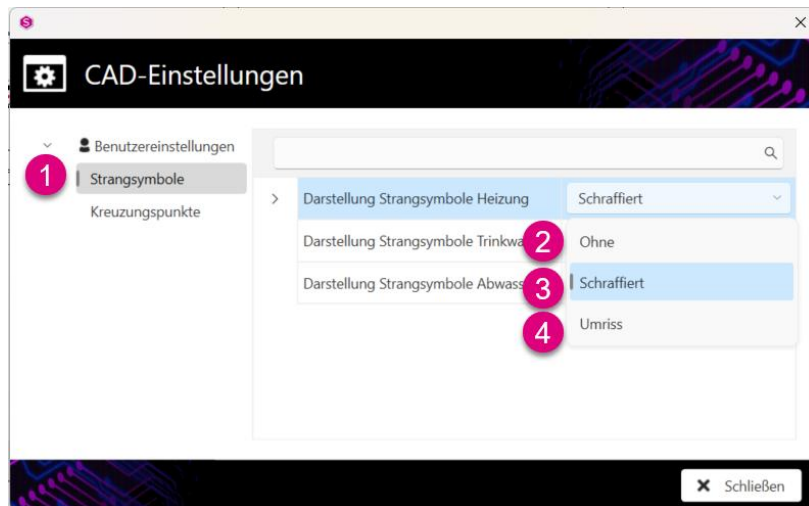 CAD-Einstellungen
Benutzereinstellungen
1 Strangsymbole
Kreuzungspunkte
Darstellung Strangsymbole Heizung Schraffiert
Darstellung Strangsymbole Trinkwa 2 Ohne
Darstellung Strangsymbole Abwass 3 Schraffiert
4 Umriss
Schließen